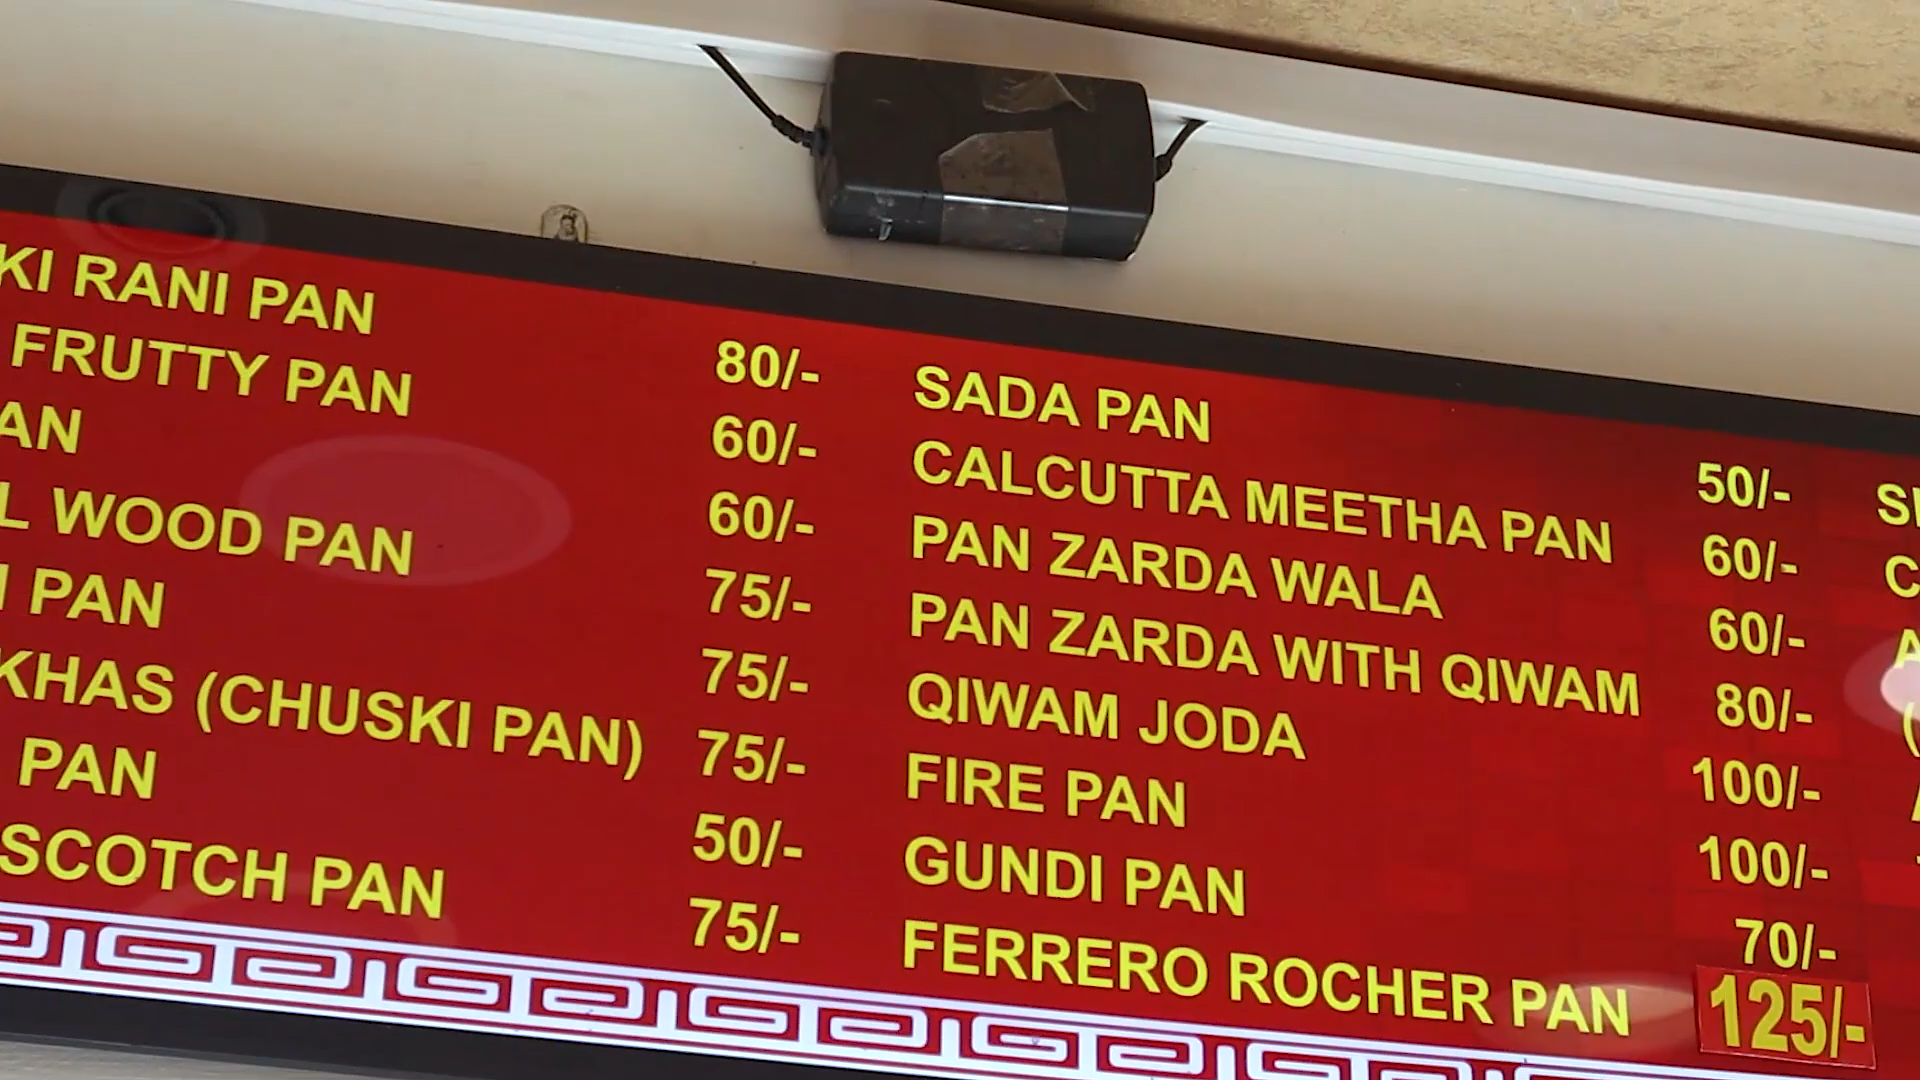 KI RANI PAN 80/- SADA PAN 50/-
FRUTTY PAN 60/- CALCUTTA MEETHA PAN 60/-
AN 60/- PAN ZARDA WALA 60/-
L WOOD PAN 75/- PAN ZARDA WITH QIWAM 80/-
PAN 75/- QIWAM JODA 100/-
KHAS (CHUSKI PAN) 75/- FIRE PAN 100/-
PAN 50/- GUNDI PAN 70/-
SCOTCH PAN 75/- FERRERO ROCHER PAN 125/-